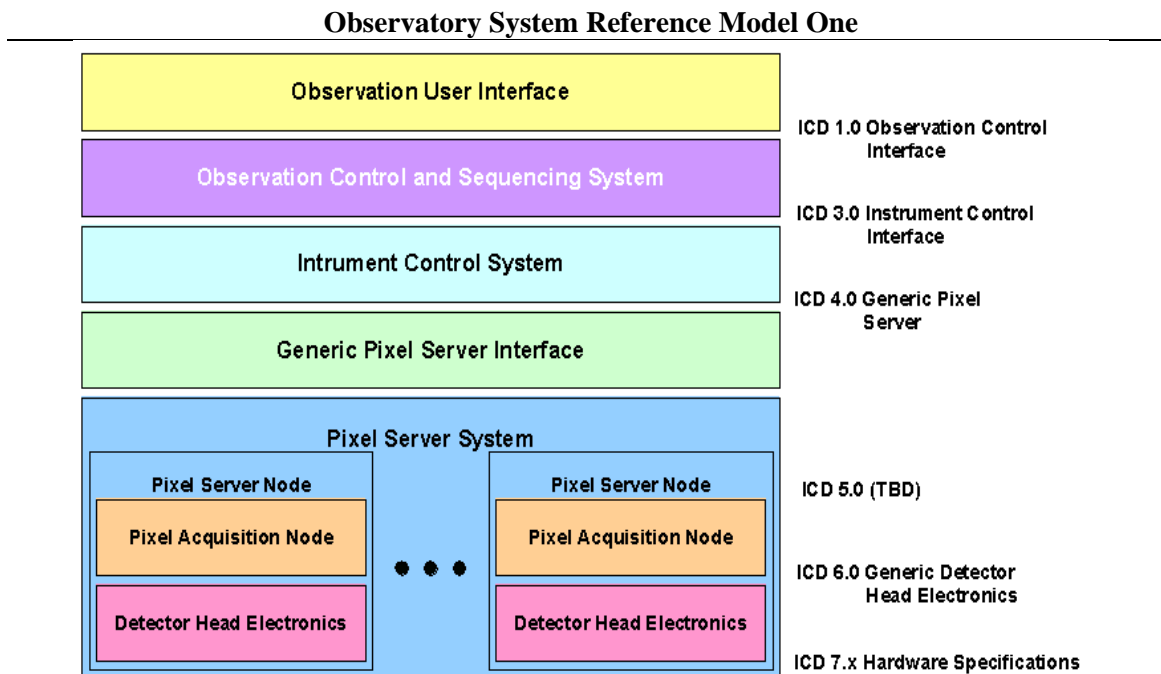 Observatory System Reference Model One
Observation User Interface
ICD 1.0 Observation Control
Interface
Observation Control and Sequencing System
ICD 3.0 Instrument Control
Interface
Intrument Control System
ICD 4.0 Generic Pixel
Server
Generic Pixel Server Interface
Pixel Server System
Pixel Server Node
Pixel Server Node
ICD 5.0 (TBD)
Pixel Acquisition Node
Pixel Acquisition Node
ICD 6.0 Generic Detector
Head Electronics
Detector Head Electronics
Detector Head Electronics
ICD 7.x Hardware Specifications